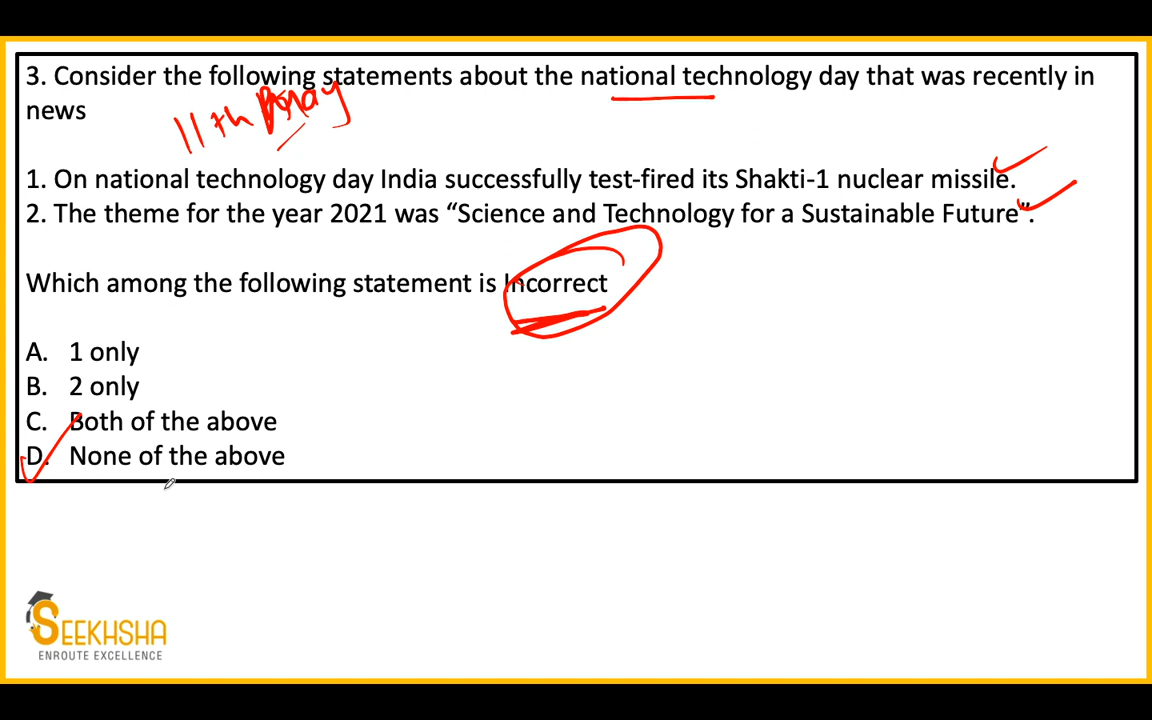 3. Consider the following statements about the national technology day that was recently in
news
11th May
1. On national technology day India successfully test-fired its Shakti-1 nuclear missile.
2. The theme for the year 2021 was “Science and Technology for a Sustainable Future”.
Which among the following statement is Incorrect
A. 1 only
B. 2 only
C. Both of the above
D. None of the above
SEEKHSHA
ENROUTE EXCELLENCE